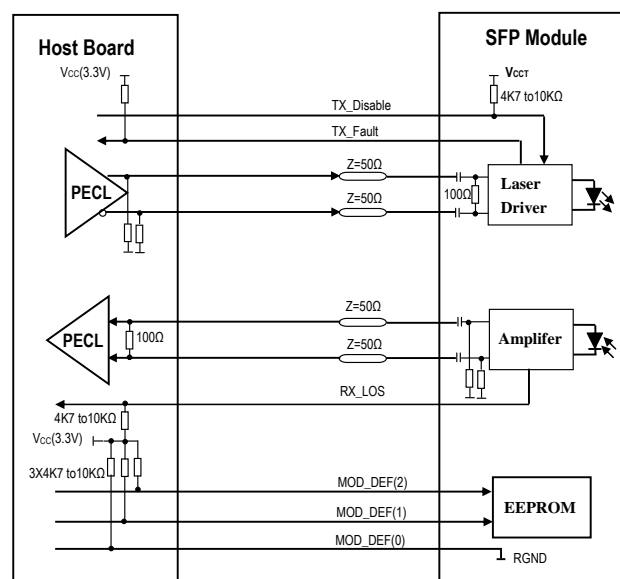 Host Board
SFP Module
Vcc(3.3V)
VCCT
4K7 to10KΩ
TX_Disable
TX_Fault
PECL
Z=50Ω
Z=50Ω
100Ω
Laser
Driver
Z=50Ω
PECL
100Ω
Z=50Ω
Amplifer
RX_LOS
4K7 to10KΩ
Vcc(3.3V)
3X4K7 to10KΩ
MOD_DEF(2)
MOD_DEF(1)
EEPROM
MOD_DEF(0)
RGND